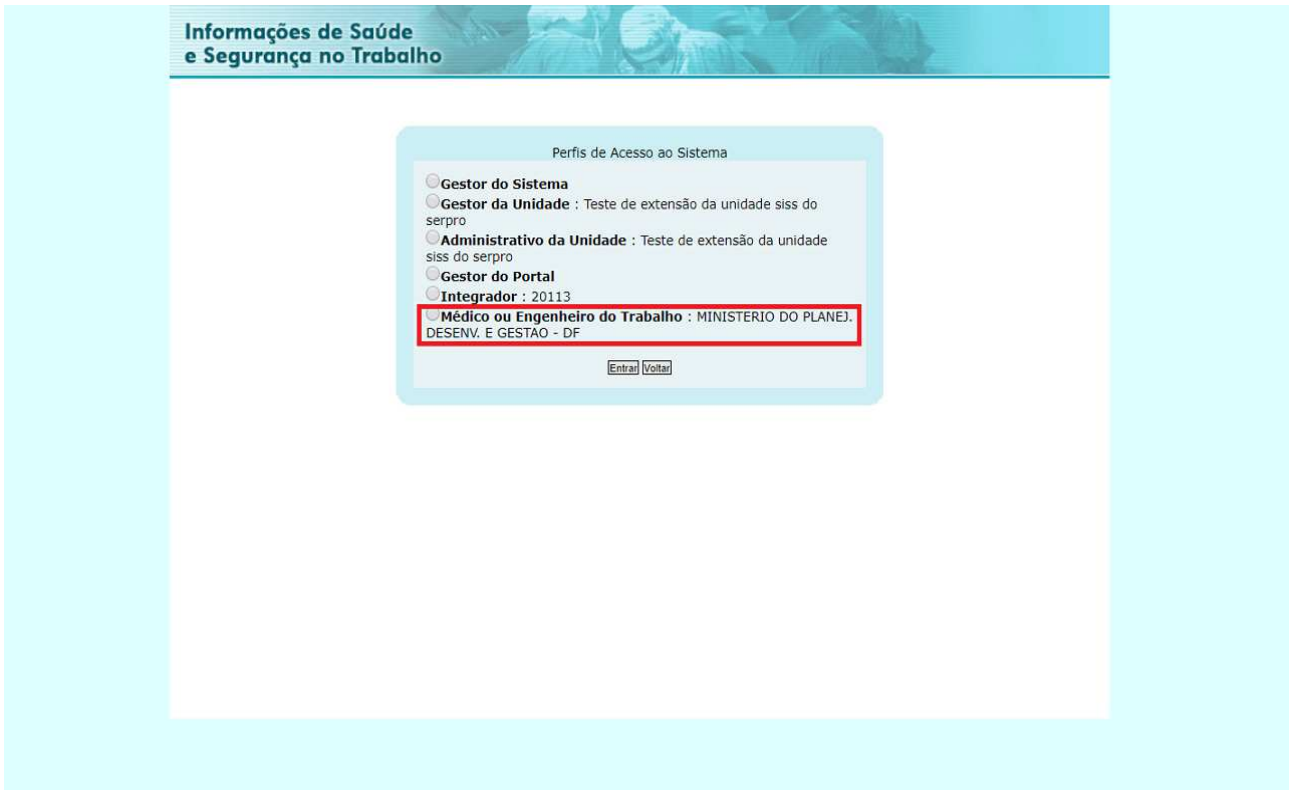 Informações de Saúde
e Segurança no Trabalho
Perfis de Acesso ao Sistema
Gestor do Sistema
Gestor da Unidade : Teste de extensão da unidade siss do
serpro
Administrativo da Unidade : Teste de extensão da unidade
siss do serpro
Gestor do Portal
Integrador : 20113
Médico ou Engenheiro do Trabalho : MINISTERIO DO PLANEJ.
DESENV. E GESTAO - DF
Entrar Voltar